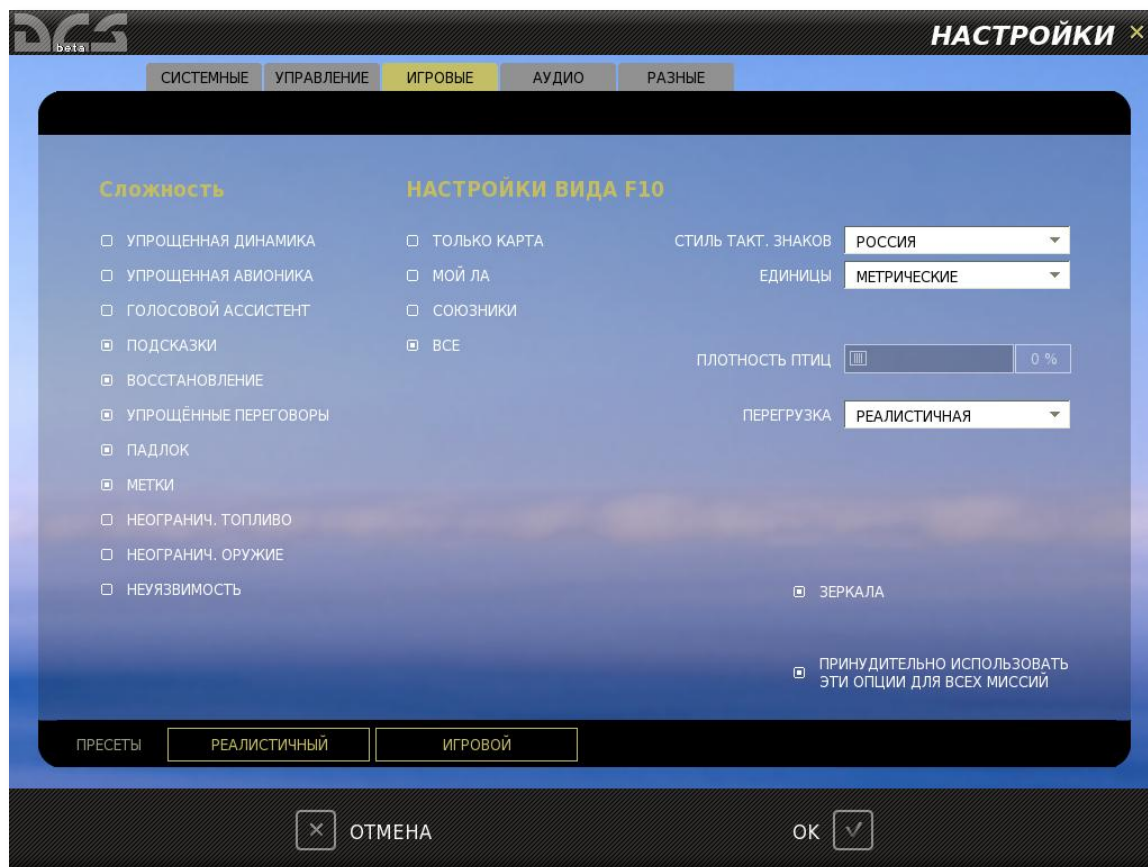 DCS
beta
НАСТРОЙКИ
СИСТЕМНЫЕ УПРАВЛЕНИЕ ИГРОВЫЕ АУДИО РАЗНЫЕ
Сложность НАСТРОЙКИ ВИДА F10
УПРОЩЕННАЯ ДИНАМИКА ТОЛЬКО КАРТА СТИЛЬ ТАКТ. ЗНАКОВ РОССИЯ
УПРОЩЕННАЯ АВИОНИКА МОЙ ЛА ЕДИНИЦЫ МЕТРИЧЕСКИЕ
ГОЛОСОВОЙ АССИСТЕНТ СОЮЗНИКИ
ПОДСКАЗКИ ВСЕ ПЛОТНОСТЬ ПТИЦ 0 %
ВОССТАНОВЛЕНИЕ
УПРОЩЁННЫЕ ПЕРЕГОВОРЫ ПЕРЕГРУЗКА РЕАЛИСТИЧНАЯ
ПАДЛОК
МЕТКИ
НЕОГРАНИЧ. ТОПЛИВО
НЕОГРАНИЧ. ОРУЖИЕ
НЕУЯЗВИМОСТЬ ЗЕРКАЛА
ПРИНУДИТЕЛЬНО ИСПОЛЬЗОВАТЬ
ЭТИ ОПЦИИ ДЛЯ ВСЕХ МИССИЙ
ПРЕСЕТЫ РЕАЛИСТИЧНЫЙ ИГРОВОЙ
ОТМЕНА OK